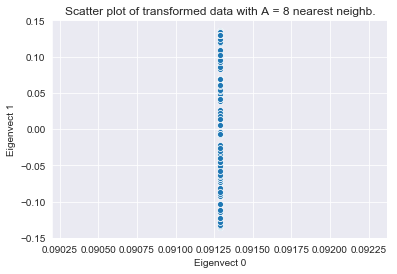 Scatter plot of transformed data with A = 8 nearest neighb.
0.15
0.10
0.05
0.00
−0.05
−0.10
−0.15
Eigenvect 1
0.09025 0.09050 0.09075 0.09100 0.09125 0.09150 0.09175 0.09200 0.09225
Eigenvect 0